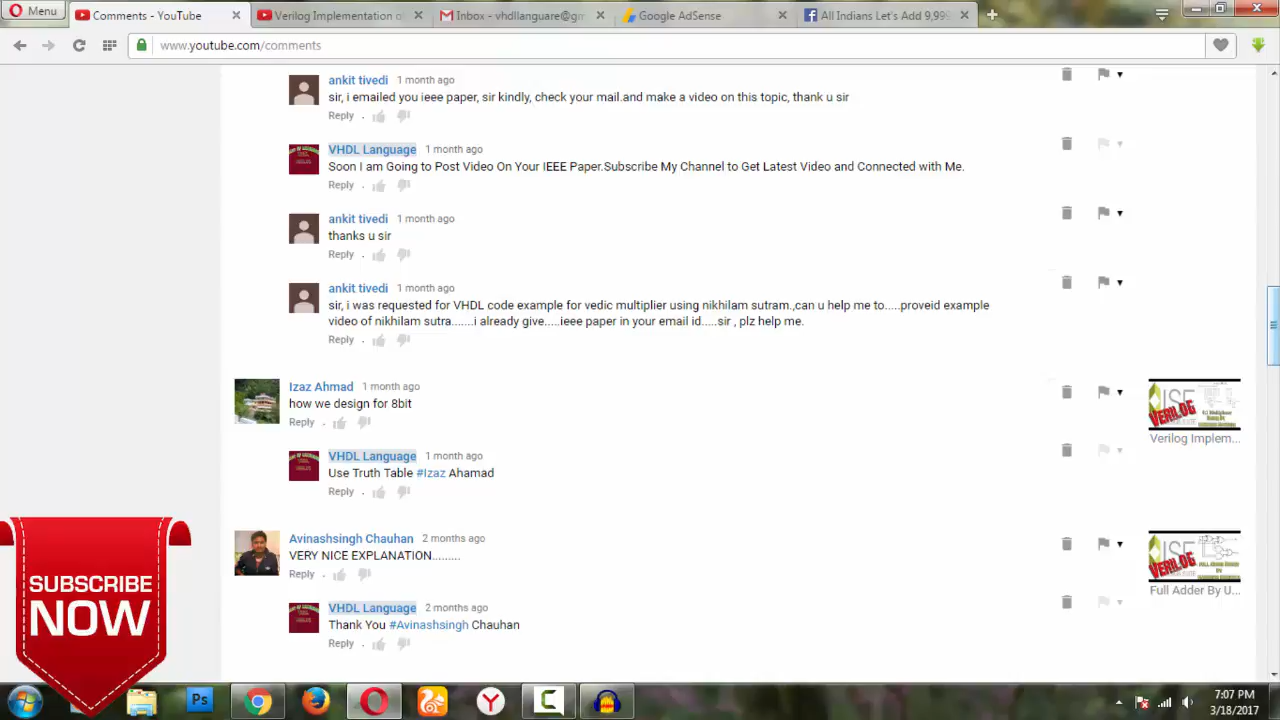 Menu
Comments - YouTube
Verilog Implementation o
Inbox - vhdllanguare@gm
Google AdSense
All Indians Let's Add 9,999
www.youtube.com/comments
ankit tivedi 1 month ago
sir, i emailed you ieee paper, sir kindly, check your mail.and make a video on this topic, thank u sir
Reply .
VHDL Language 1 month ago
Soon I am Going to Post Video On Your IEEE Paper.Subscribe My Channel to Get Latest Video and Connected with Me.
Reply .
ankit tivedi 1 month ago
thanks u sir
Reply .
ankit tivedi 1 month ago
sir, i was requested for VHDL code example for vedic multiplier using nikhilam sutram.,can u help me to.....proveid example
video of nikhilam sutra.......i already give.....ieee paper in your email id.....sir , plz help me.
Reply .
Izaz Ahmad 1 month ago
how we design for 8bit
Reply .
ISE
VERILOG
Verilog Implem...
VHDL Language 1 month ago
Use Truth Table #Izaz Ahamad
Reply .
Avinashsingh Chauhan 2 months ago
VERY NICE EXPLANATION.........
Reply .
ISE
VERILOG
Full Adder By U...
VHDL Language 2 months ago
Thank You #Avinashsingh Chauhan
Reply .
SUBSCRIBE
NOW
Ps
7:07 PM
3/18/2017